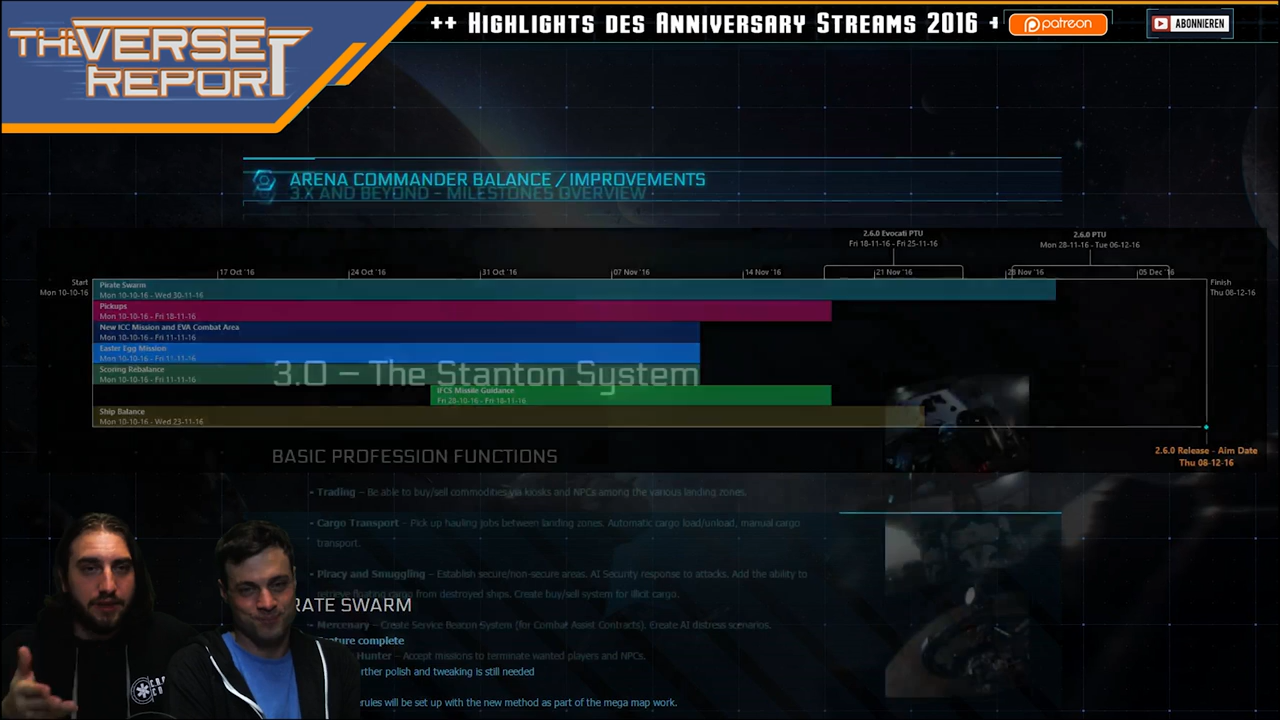 THE VERSE REPORT
++ HIGHLIGHTS DES ANNIVERSARY STREAMS 2016 +
patreon
ABONNIEREN
ARENA COMMANDER BALANCE / IMPROVEMENTS
3.X AND BEYOND - MILESTONES OVERVIEW
2.6.0 Evocati PTU
Fri 18-11-16 - Fri 25-11-16
2.6.0 PTU
Mon 28-11-16 - Tue 06-12-16
17 Oct '16
24 Oct '16
31 Oct '16
07 Nov '16
14 Nov '16
21 Nov '16
28 Nov '16
05 Dec '16
Start
Mon 10-10-16
Finish
Thu 08-12-16
Pirate Swarm
Mon 10-10-16 - Wed 30-11-16
Pickups
Mon 10-10-16 - Fri 18-11-16
New ICC Mission and EVA Combat Area
Mon 10-10-16 - Fri 11-11-16
Easter Egg Mission
Mon 10-10-16 - Fri 11-11-16
Scoring Rebalance
Mon 10-10-16 - Fri 11-11-16
3.0 – The Stanton System
IFCS Missile Guidance
Fri 28-10-16 - Fri 18-11-16
Ship Balance
Mon 10-10-16 - Wed 23-11-16
2.6.0 Release - Aim Date
Thu 08-12-16
BASIC PROFESSION FUNCTIONS
- Trading – Be able to buy/sell commodities via kiosks and NPCs among the various landing zones.
- Cargo Transport – Pick up hauling jobs between landing zones. Automatic cargo load/unload, manual cargo
transport.
- Piracy and Smuggling – Establish secure/non-secure areas. AI Security response to attacks. Add the ability to
retrieve floating cargo from destroyed ships. Create buy/sell system for illicit cargo.
RATE SWARM
- Mercenary – Create Service Beacon System (for Combat Assist Contracts), Create AI distress scenarios.
ature complete
Hunter – Accept missions to terminate wanted players and NPCs.
rther polish and tweaking is still needed
rules will be set up with the new method as part of the mega map work.